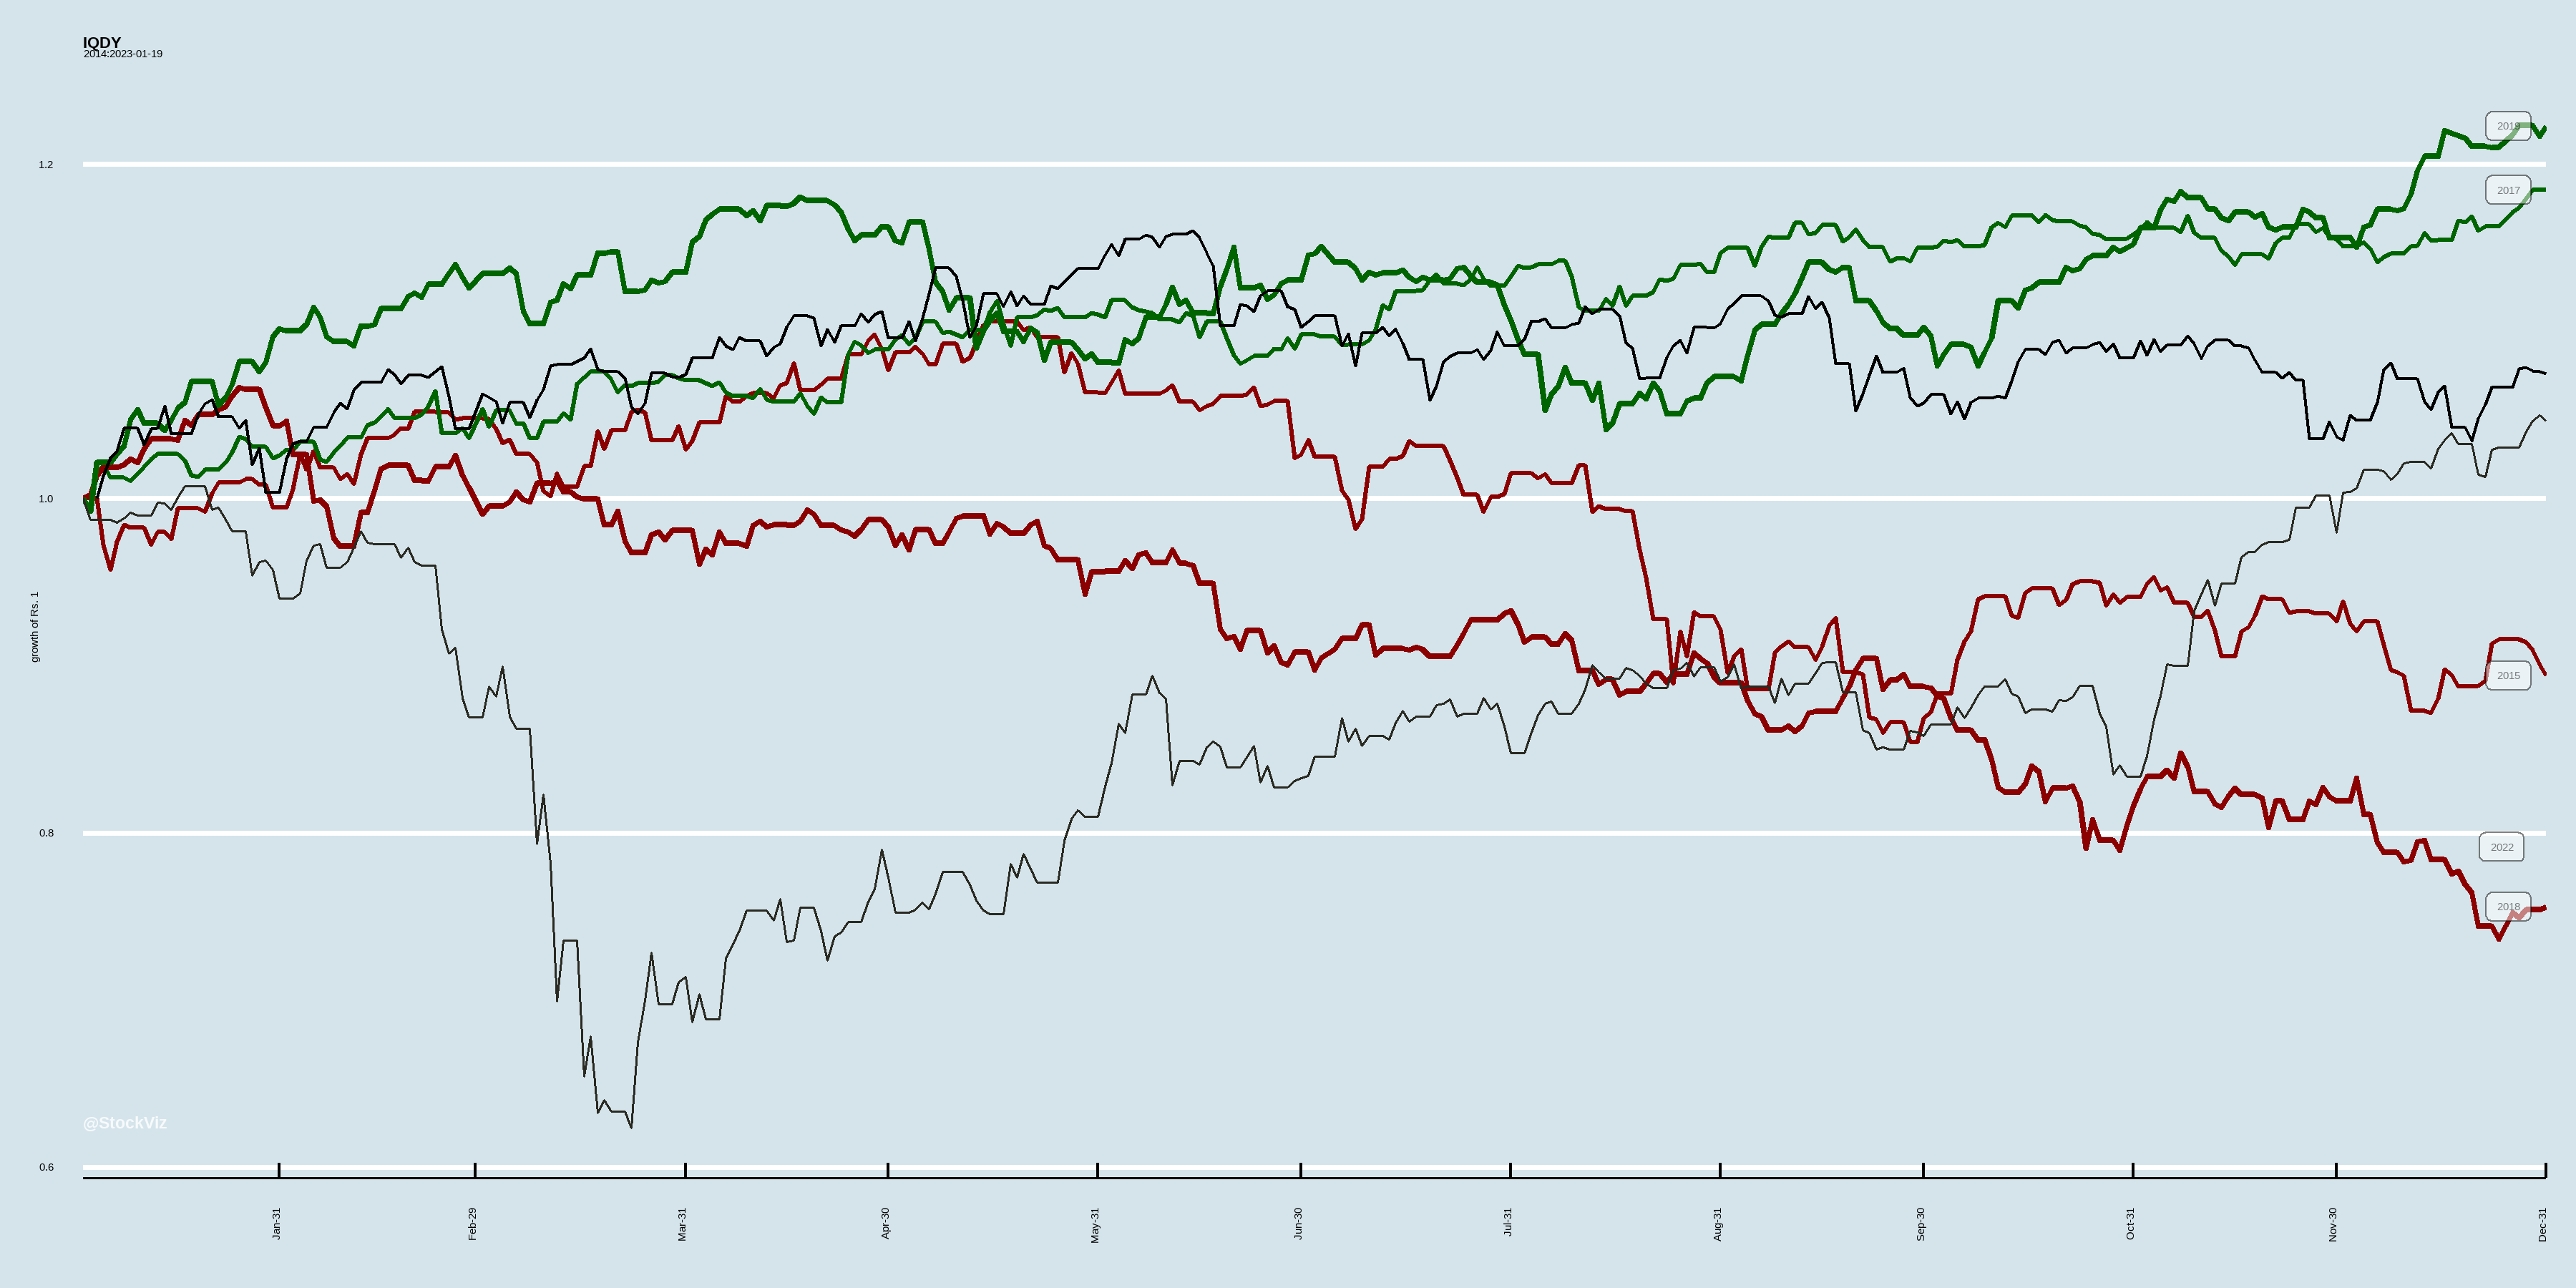 IQDY
2014:2023-01-19
2019
1.2
2017
1.0
growth of Rs. 1
2015
0.8
2022
2018
@StockViz
0.6
Jan-31
Feb-29
Mar-31
Apr-30
May-31
Jun-30
Jul-31
Aug-31
Sep-30
Oct-31
Nov-30
Dec-31